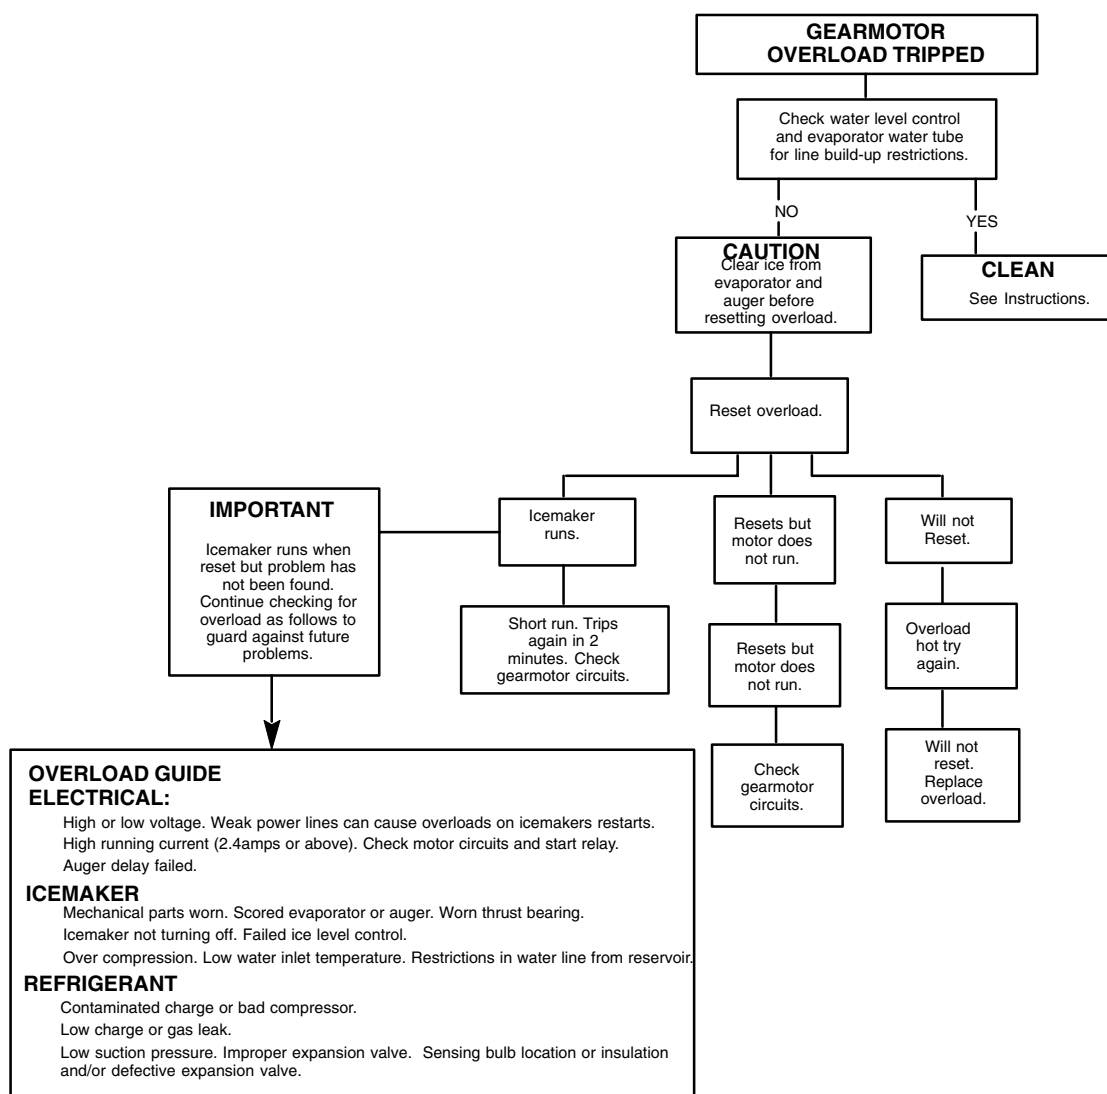 GEARMOTOR
OVERLOAD TRIPPED
Check water level control
and evaporator water tube
for line build-up restrictions.
NO
YES
CAUTION
Clear ice from
evaporator and
auger before
resetting overload.
CLEAN
See Instructions.
Reset overload.
IMPORTANT
Icemaker runs when
reset but problem has
not been found.
Continue checking for
overload as follows to
guard against future
problems.
Icemaker
runs.
Short run. Trips
again in 2
minutes. Check
gearmotor circuits.
Resets but
motor does
not run.
Resets but
motor does
not run.
Check
gearmotor
circuits.
Will not
Reset.
Overload
hot try
again.
Will not
reset.
Replace
overload.
OVERLOAD GUIDE
ELECTRICAL:
High or low voltage. Weak power lines can cause overloads on icemakers restarts.
High running current (2.4amps or above). Check motor circuits and start relay.
Auger delay failed.
ICEMAKER
Mechanical parts worn. Scored evaporator or auger. Worn thrust bearing.
Icemaker not turning off. Failed ice level control.
Over compression. Low water inlet temperature. Restrictions in water line from reservoir.
REFRIGERANT
Contaminated charge or bad compressor.
Low charge or gas leak.
Low suction pressure. Improper expansion valve. Sensing bulb location or insulation
and/or defective expansion valve.